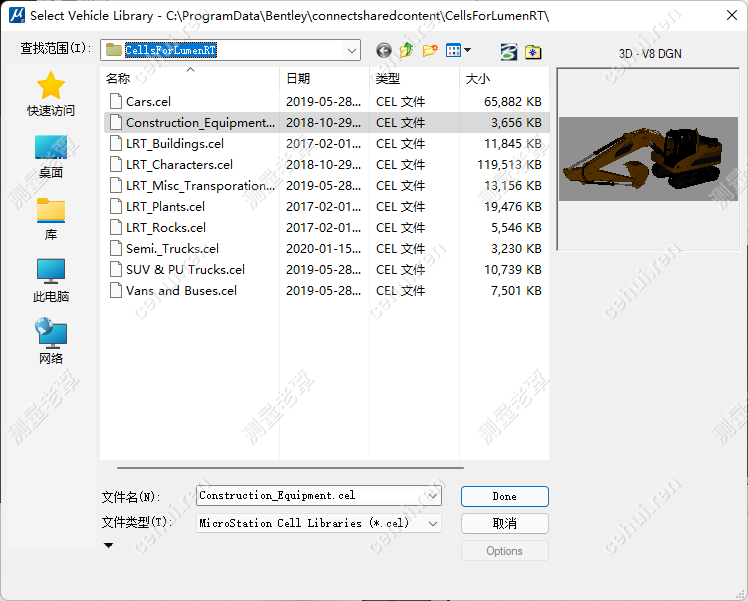 Select Vehicle Library - C:\ProgramData\Bentley\connectsharedcontent\CellsForLumenRT\
查找范围(I):
CellsForLumenRT
3D - V8 DGN
名称 日期 类型 大小
Cars.cel 2019-05-28... CEL 文件 65,882 KB
Construction_Equipment... 2018-10-29... CEL 文件 3,656 KB
LRT_Buildings.cel 2017-02-01... CEL 文件 11,845 KB
LRT_Characters.cel 2018-10-29... CEL 文件 119,513 KB
LRT_Misc_Transporation... 2019-05-28... CEL 文件 13,156 KB
LRT_Plants.cel 2017-02-01... CEL 文件 19,476 KB
LRT_Rocks.cel 2017-02-01... CEL 文件 5,546 KB
Semi._Trucks.cel 2020-01-15... CEL 文件 3,230 KB
SUV & PU Trucks.cel 2019-05-28... CEL 文件 10,739 KB
Vans and Buses.cel 2019-05-28... CEL 文件 7,501 KB
快速访问
桌面
库
此电脑
网络
文件名(N):
Construction_Equipment.cel
Done
文件类型(T):
MicroStation Cell Libraries (*.cel)
取消
Options
测量老覃
cehui.ren